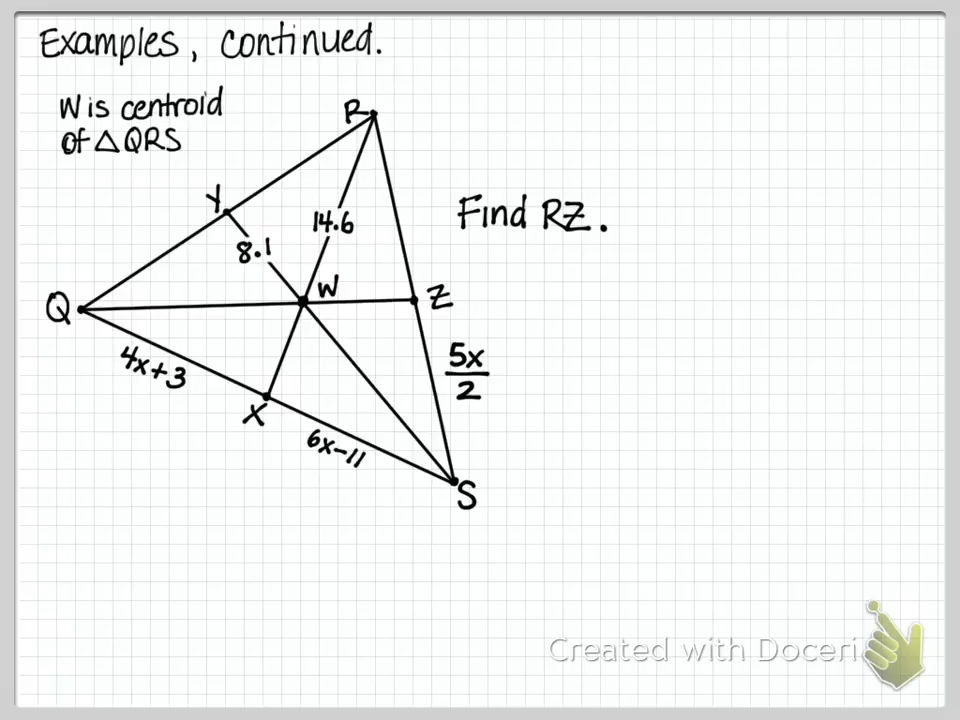 Examples, continued.
W is centroid
of △QRS
R
Y
14.6
Find RZ.
8.1
W
Q
Z
4x+3
5x
2
X
6x-11
S
Created with Doceri